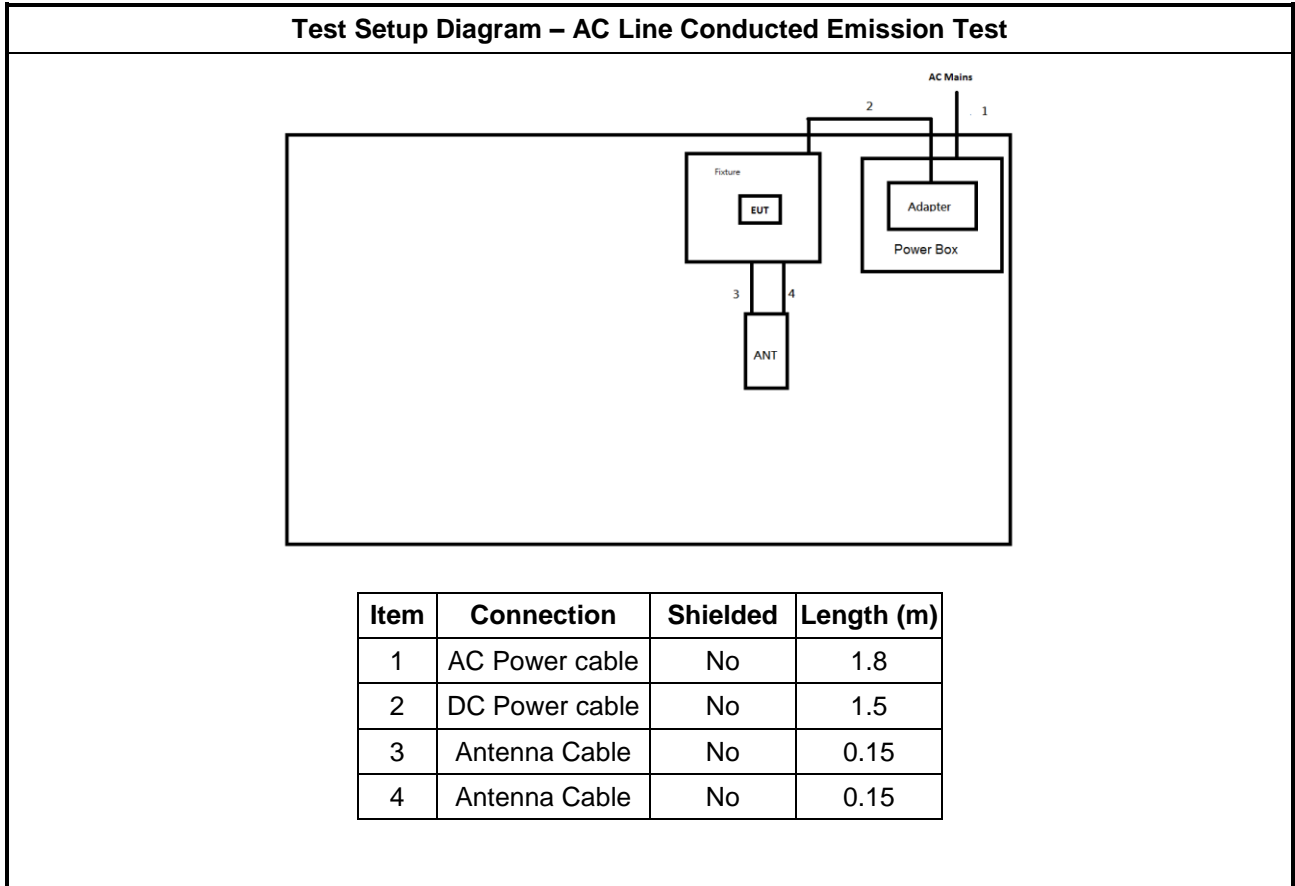 Test Setup Diagram – AC Line Conducted Emission Test
AC Mains
2
1
Fixture
EUT
Adapter
Power Box
3
4
ANT
Item Connection Shielded Length (m)
1 AC Power cable No 1.8
2 DC Power cable No 1.5
3 Antenna Cable No 0.15
4 Antenna Cable No 0.15